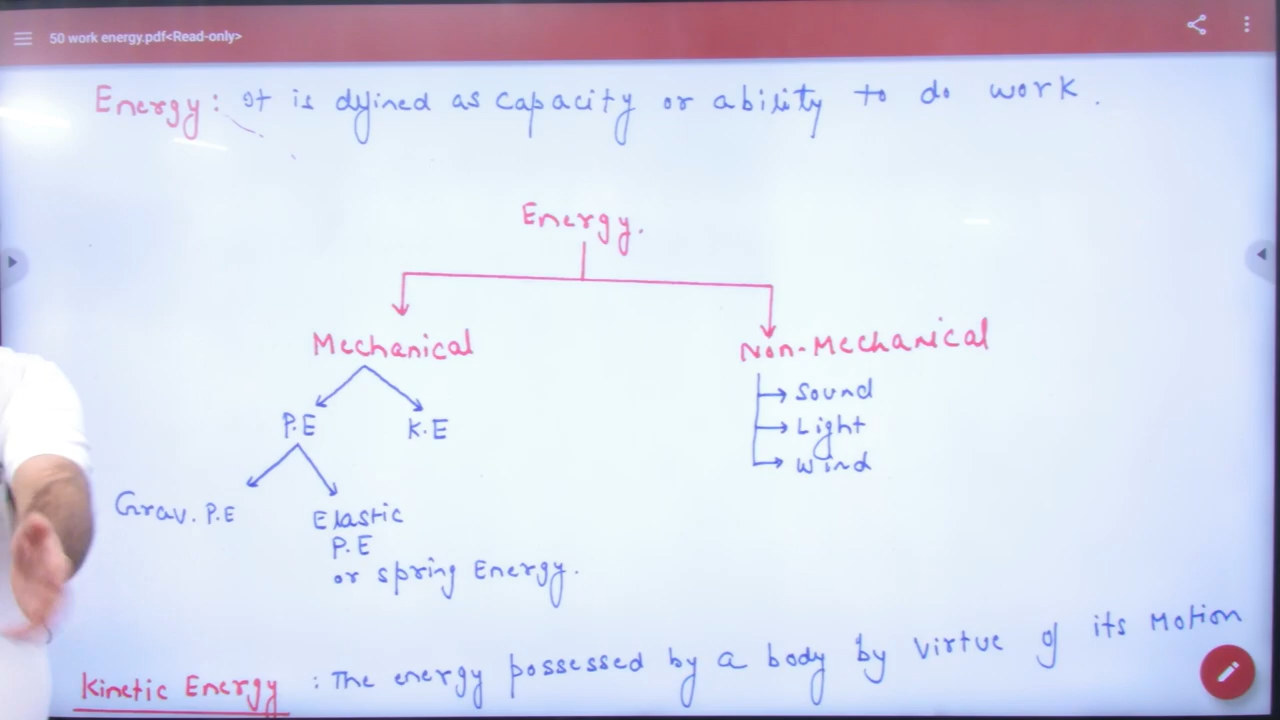 50 work energy.pdf<Read-only>
Energy: It is defined as capacity or ability to do work.
Energy.
Mechanical
Non-Mechanical
P.E
K.E
→ Sound
→ Light
→ Wind
Grav. P.E
Elastic
P.E
or spring Energy.
Kinetic Energy : The energy possessed by a body by virtue of its Motion